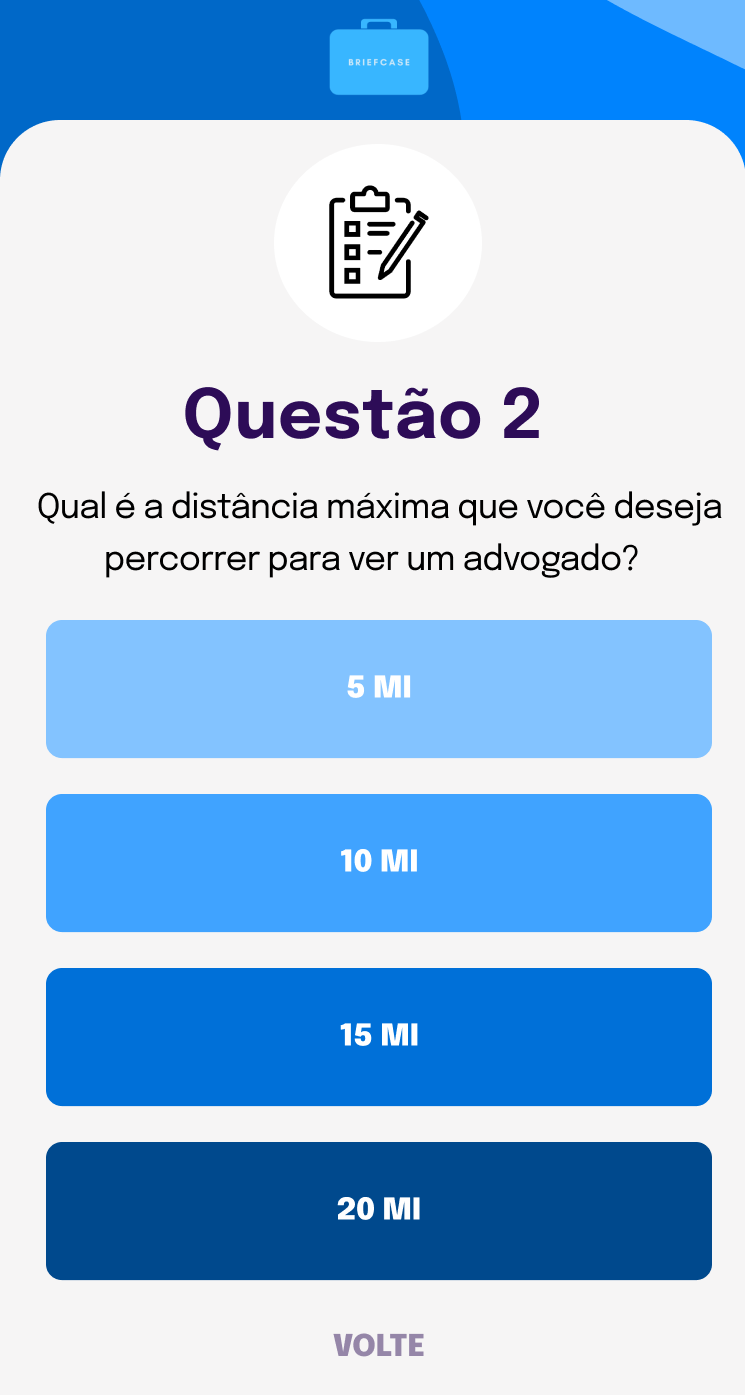 BRIEFCASE
Questão 2
Qual é a distância máxima que você deseja
percorrer para ver um advogado?
5 MI
10 MI
15 MI
20 MI
VOLTE